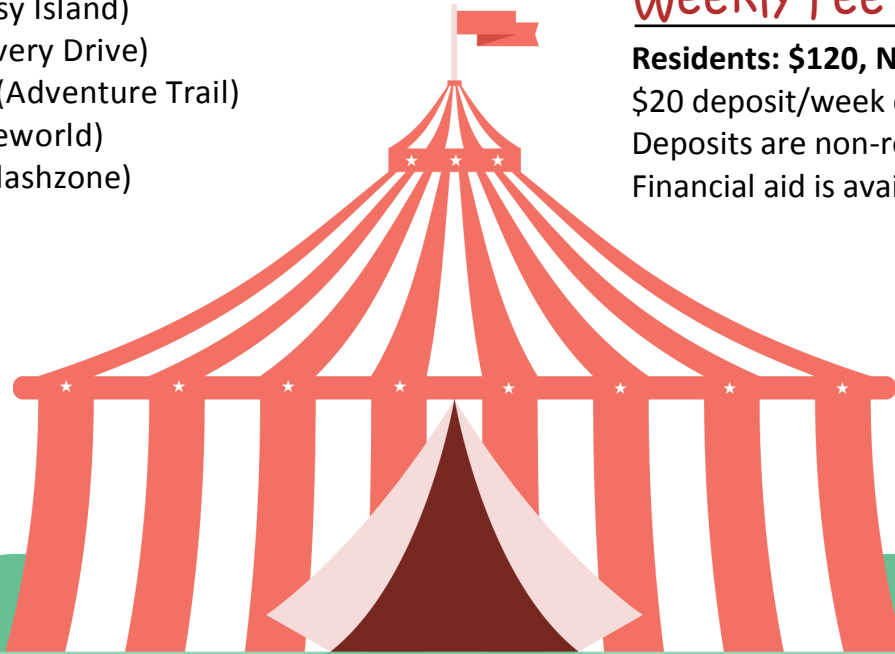 sy Island)
very Drive)
(Adventure Trail)
eworld)
lashzone)
Weekly Fee
Residents: $120, N
$20 deposit/week
Deposits are non-re
Financial aid is avai